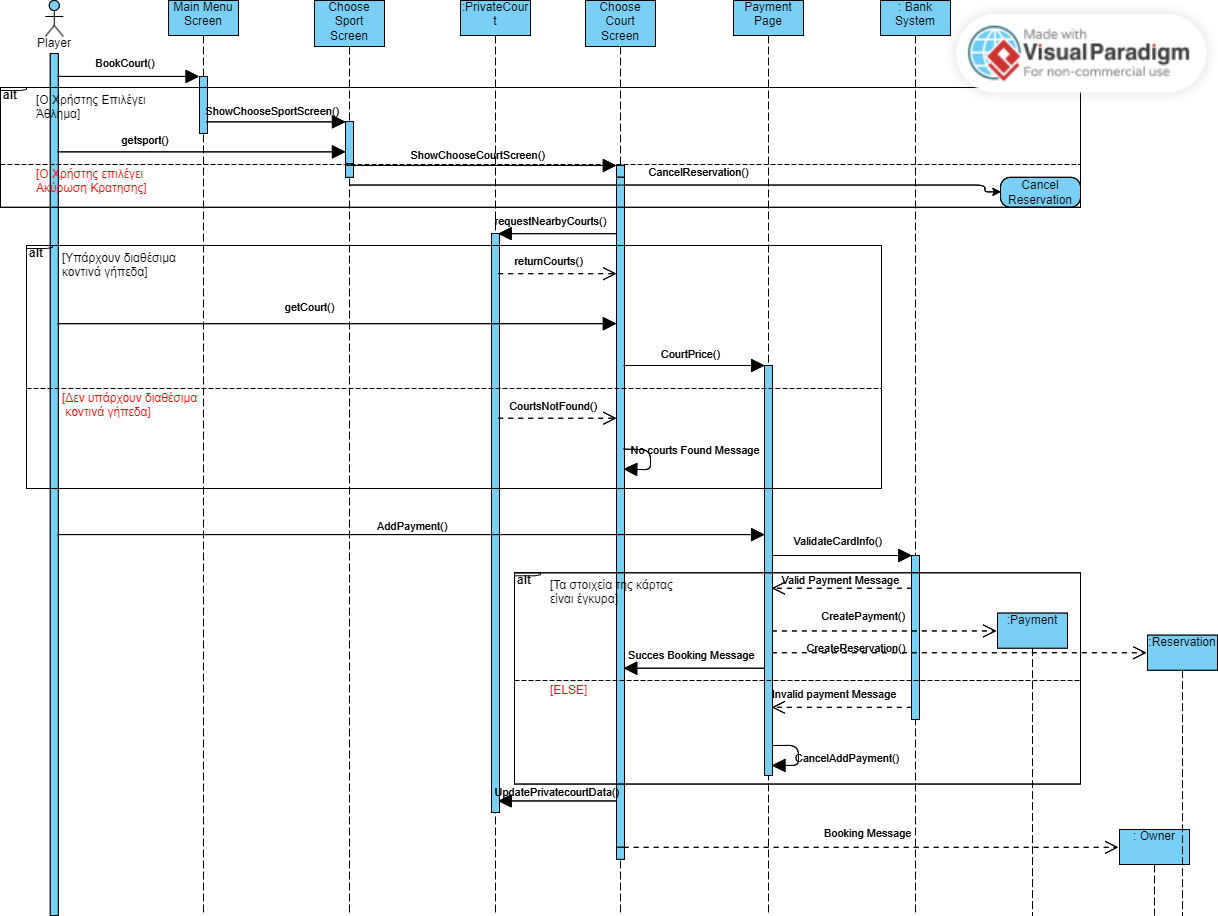 Main Menu
Screen
Choose
Sport
Screen
:PrivateCour
t
Choose
Court
Screen
Payment
Page
: Bank
System
Made with
Visual Paradigm
For non-commercial use
Player
BookCourt()
alt
[Ο Χρήστης Επιλέγει
Άθλημα]
ShowChooseSportScreen()
getsport()
ShowChooseCourtScreen()
[Ο Χρήστης επιλέγει
Ακύρωση Κρατησης]
CancelReservation()
Cancel
Reservation
requestNearbyCourts()
alt
[Υπάρχουν διαθέσιμα
κοντινά γήπεδα]
returnCourts()
getCourt()
CourtPrice()
[Δεν υπάρχουν διαθέσιμα
κοντινά γήπεδα]
CourtsNotFound()
No courts Found Message
AddPayment()
ValidateCardInfo()
alt
[Τα στοιχεία της κάρτας
είναι έγκυρα]
Valid Payment Message
CreatePayment()
:Payment
CreateReservation()
:Reservation
Succes Booking Message
[ELSE]
Invalid payment Message
CancelAddPayment()
UpdatePrivatecourtData()
Booking Message
: Owner